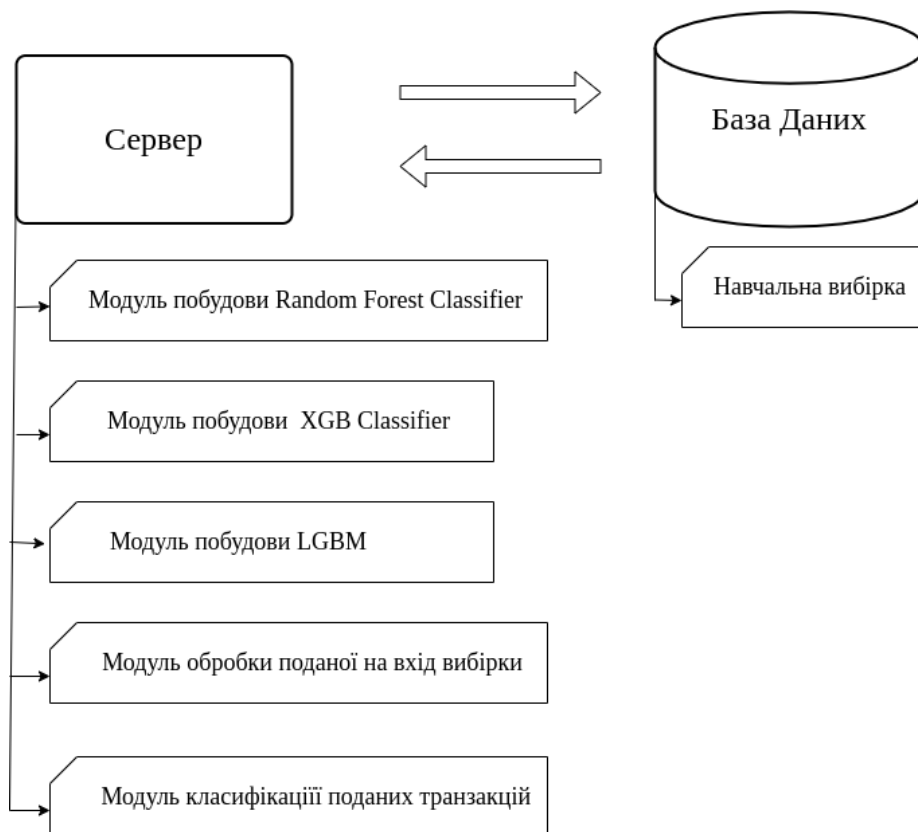 Сервер
База Даних
Модуль побудови Random Forest Classifier
Навчальна вибірка
Модуль побудови  XGB Classifier
Модуль побудови LGBM
Модуль обробки поданої на вхід вибірки
Модуль класифікаціїї поданих транзакцій